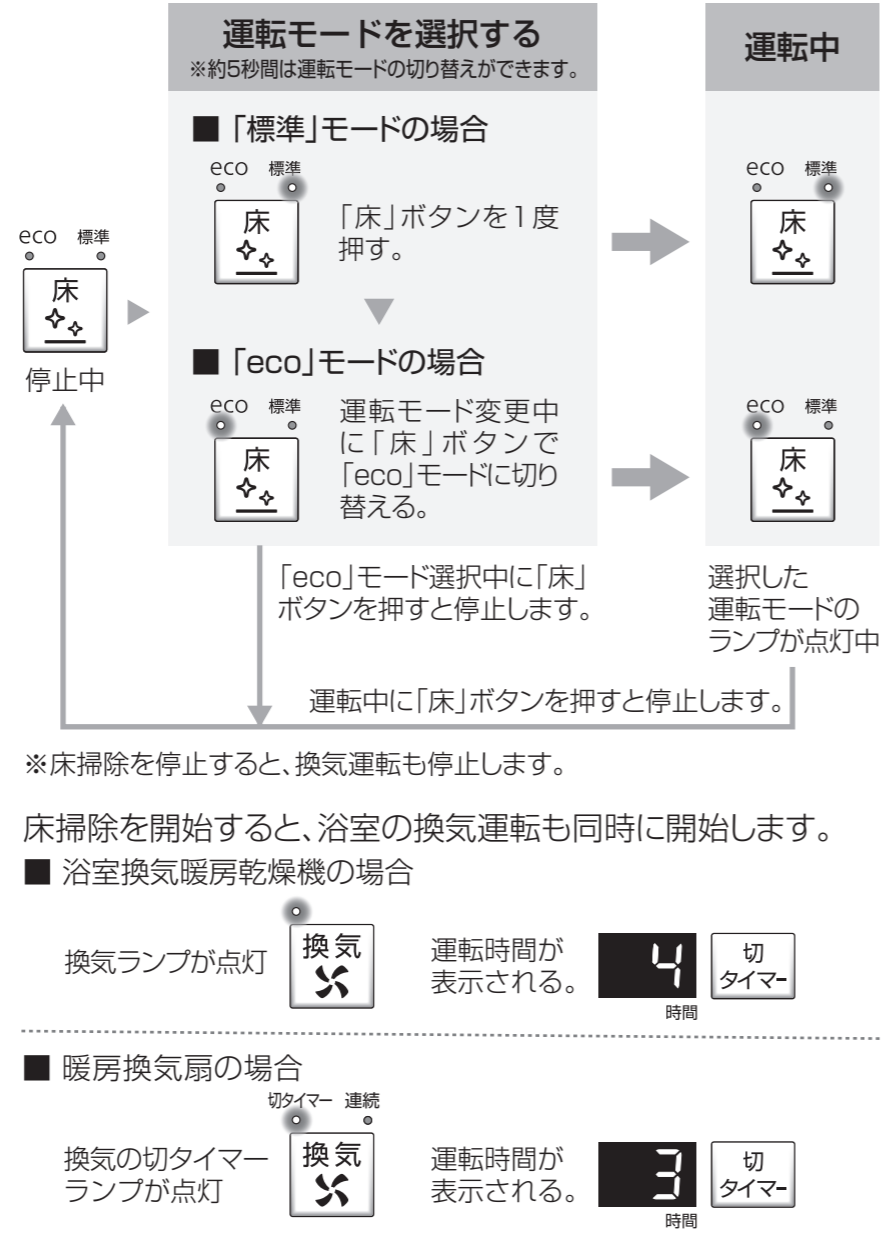 運転モードを選択する
※約5秒間は運転モードの切り替えができます。
運転中
■「標準」モードの場合
eco 標準
床
「床」ボタンを1度
押す。
eco 標準
床
eco 標準
床
停止中
■「eco」モードの場合
eco 標準
床
運転モード変更中
に「床」ボタンで
「eco」モードに切り
替える。
eco 標準
床
「eco」モード選択中に「床」
ボタンを押すと停止します。
選択した
運転モードの
ランプが点灯中
運転中に「床」ボタンを押すと停止します。
※床掃除を停止すると、換気運転も停止します。
床掃除を開始すると、浴室の換気運転も同時に開始します。
■ 浴室換気暖房乾燥機の場合
換気ランプが点灯
換気
運転時間が
表示される。
4
時間
切
タイマー
■ 暖房換気扇の場合
切タイマー 連続
換気の切タイマー
ランプが点灯
換気
運転時間が
表示される。
3
時間
切
タイマー